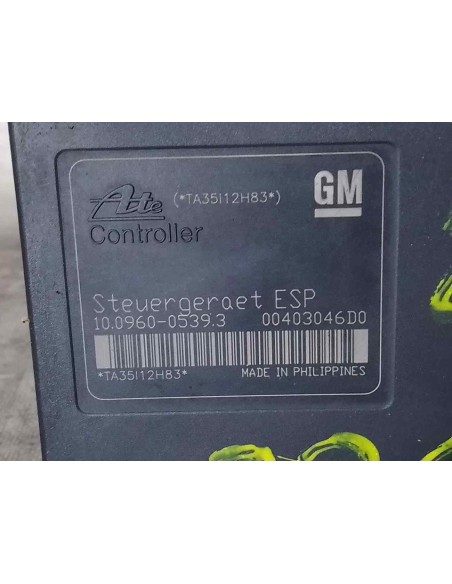 Ate (*TA35I12H83*) GM
Controller
Steuergeraet ESP
10.0960-0539.3 00403046D0
*TA35I12H83* MADE IN PHILIPPINES